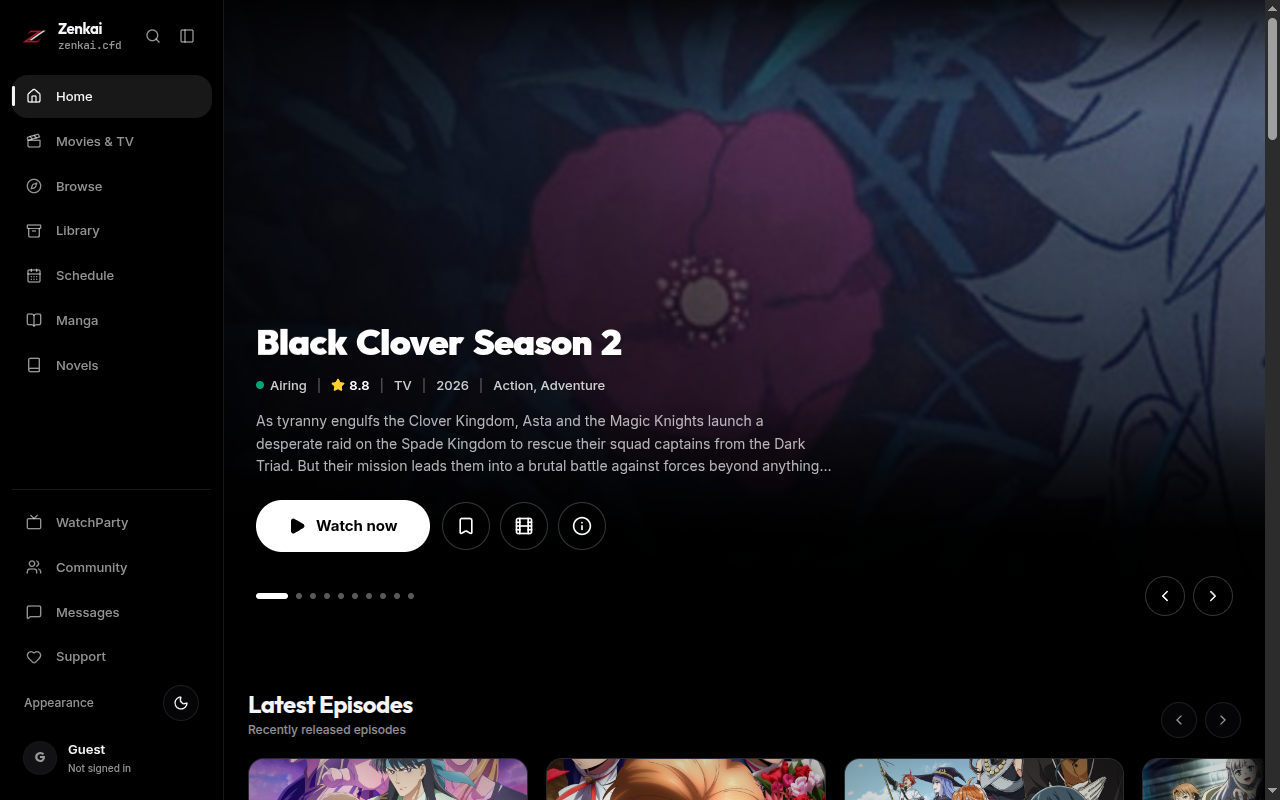 Zenkai
zenkai.cfd
Home
Movies & TV
Browse
Library
Schedule
Manga
Novels
WatchParty
Community
Messages
Support
Appearance
G
Guest
Not signed in
Black Clover Season 2
Airing | 8.8 | TV | 2026 | Action, Adventure
As tyranny engulfs the Clover Kingdom, Asta and the Magic Knights launch a
desperate raid on the Spade Kingdom to rescue their squad captains from the Dark
Triad. But their mission leads them into a brutal battle against forces beyond anything...
Watch now
Latest Episodes
Recently released episodes